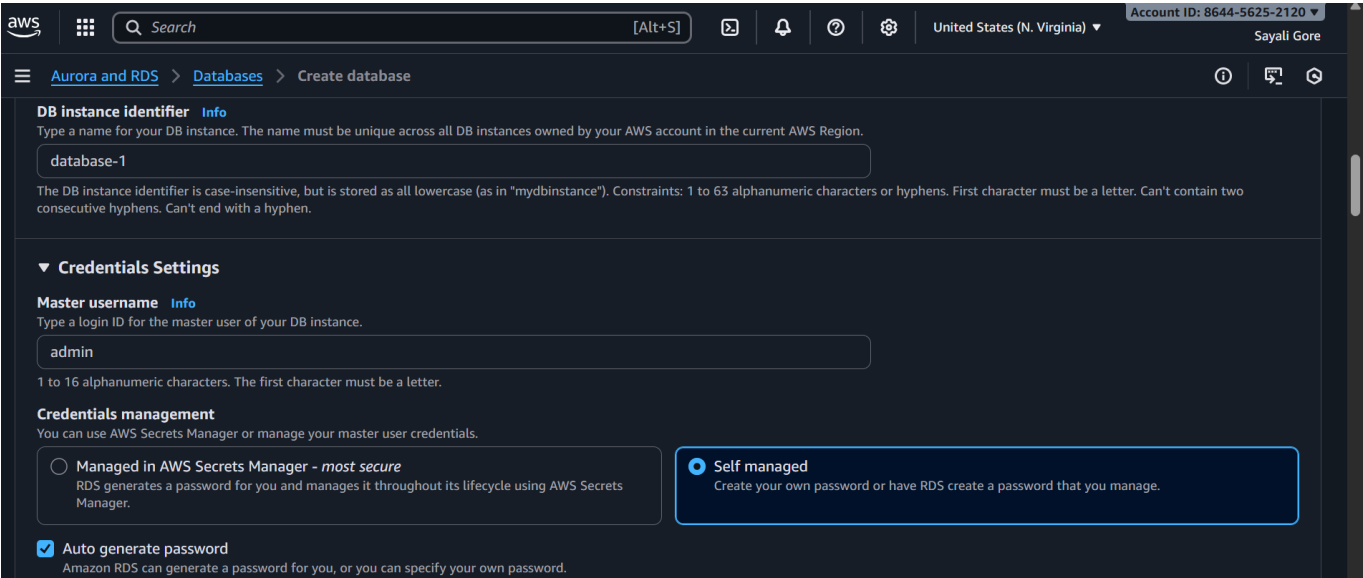 aws
Search [Alt+S]
United States (N. Virginia) ▼
Account ID: 8644-5625-2120 ▼
Sayali Gore
Aurora and RDS > Databases > Create database
DB instance identifier Info
Type a name for your DB instance. The name must be unique across all DB instances owned by your AWS account in the current AWS Region.
database-1
The DB instance identifier is case-insensitive, but is stored as all lowercase (as in "mydbinstance"). Constraints: 1 to 63 alphanumeric characters or hyphens. First character must be a letter. Can't contain two
consecutive hyphens. Can't end with a hyphen.
▼ Credentials Settings
Master username Info
Type a login ID for the master user of your DB instance.
admin
1 to 16 alphanumeric characters. The first character must be a letter.
Credentials management
You can use AWS Secrets Manager or manage your master user credentials.
Managed in AWS Secrets Manager - most secure
RDS generates a password for you and manages it throughout its lifecycle using AWS Secrets
Manager.
Self managed
Create your own password or have RDS create a password that you manage.
Auto generate password
Amazon RDS can generate a password for you, or you can specify your own password.